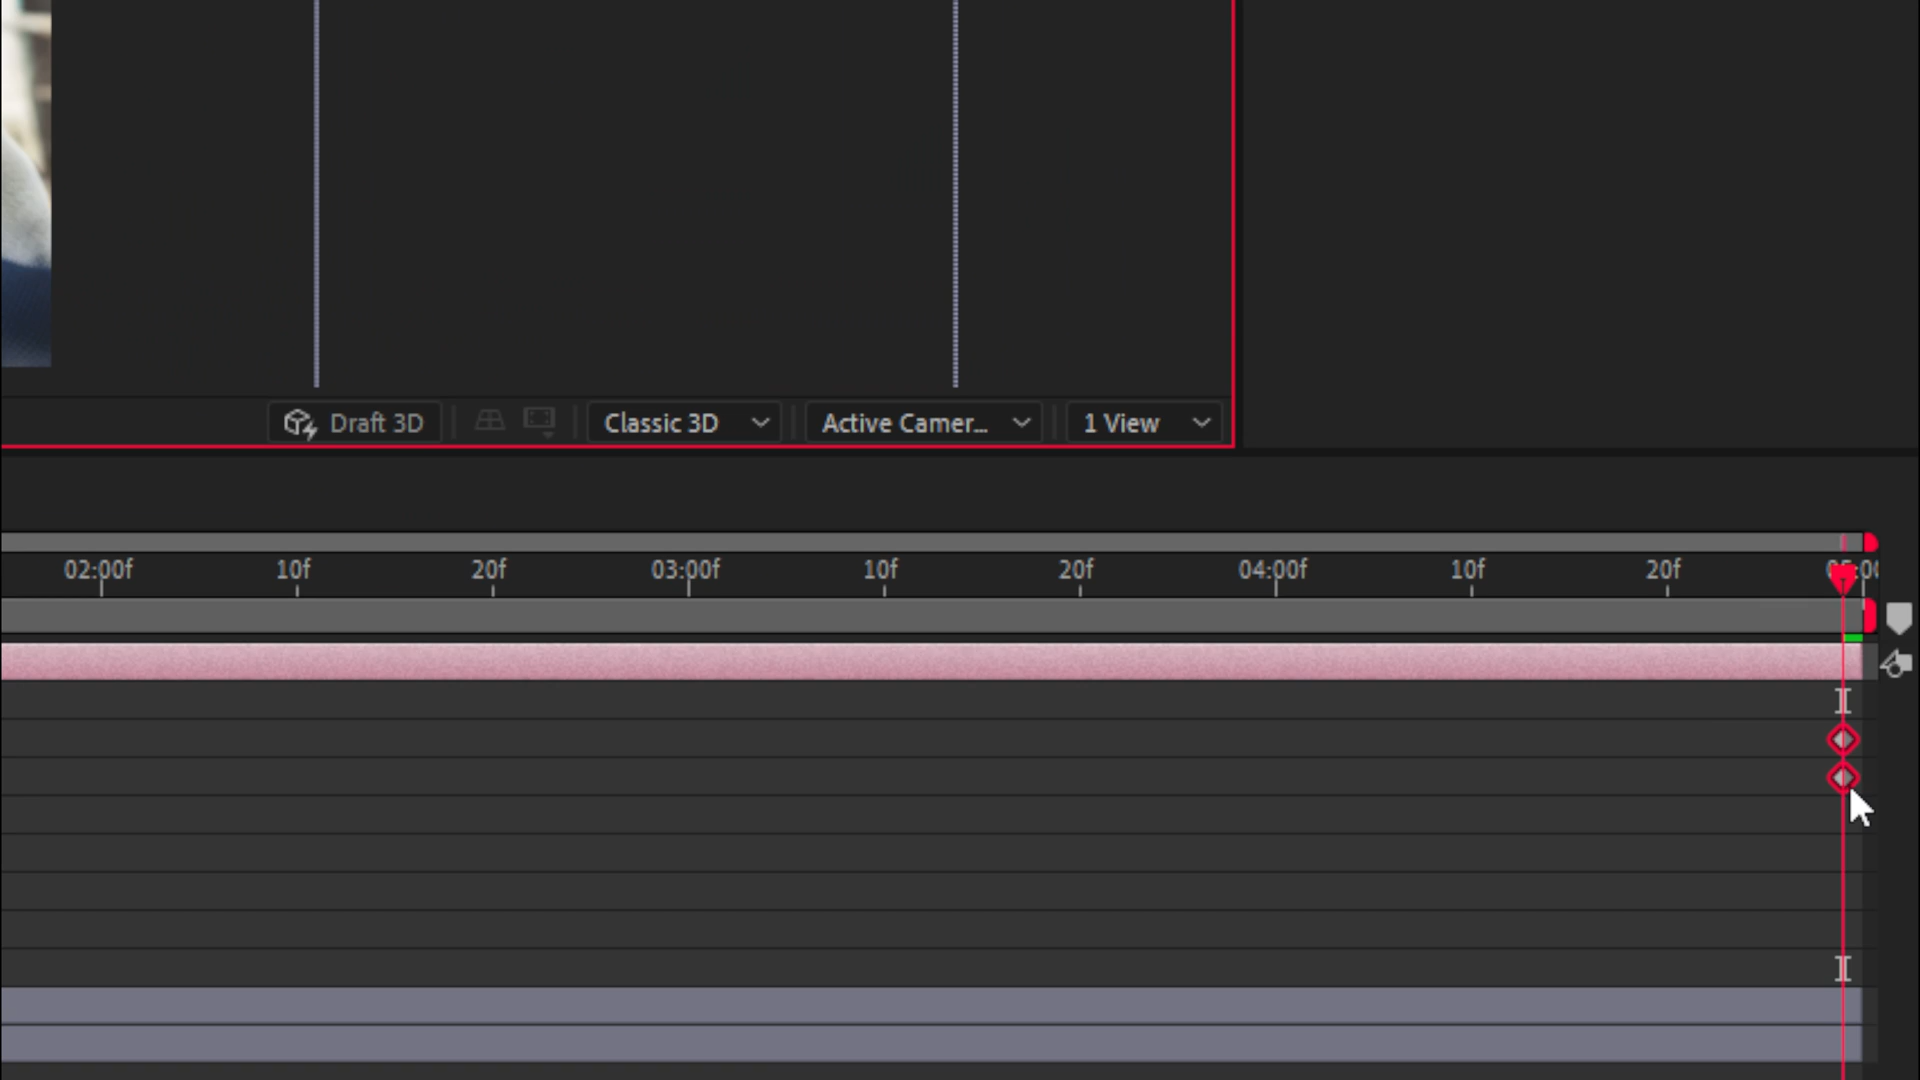 Draft 3D Classic 3D Active Camer... 1 View
02:00f 10f 20f 03:00f 10f 20f 04:00f 10f 20f